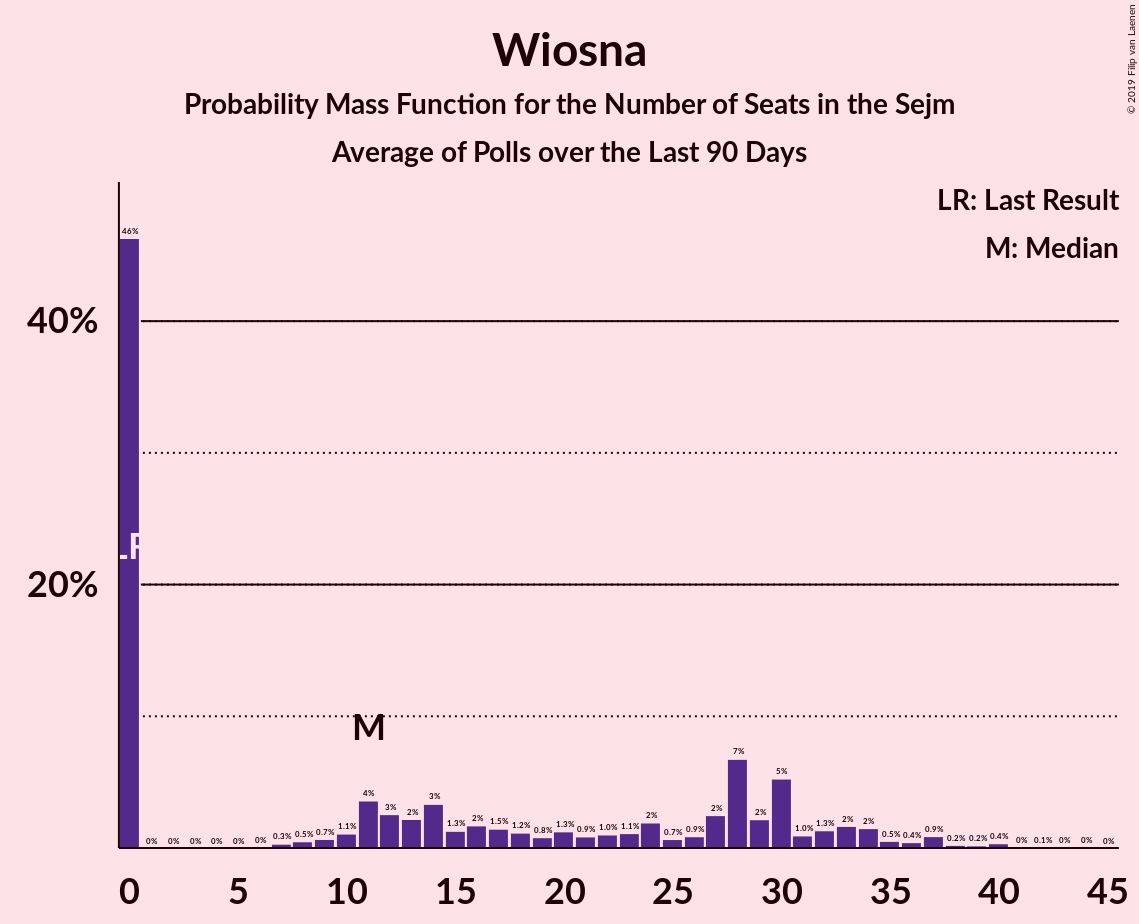 Wiosna
Probability Mass Function for the Number of Seats in the Sejm
Average of Polls over the Last 90 Days
© 2019 Filip van Laenen
LR: Last Result
M: Median
46%
40%
LR
20%
M
7%
5%
4%
3%
3%
2%
2%
2%
2%
2%
2%
2%
0% 0% 0% 0% 0% 0% 0.3% 0.5% 0.7% 1.1% 1.3% 1.5% 1.2% 0.8% 1.3% 0.9% 1.0% 1.1% 0.7% 0.9% 1.0% 1.3% 0.5% 0.4% 0.9% 0.2% 0.2% 0.4% 0% 0.1% 0% 0% 0%
0 5 10 15 20 25 30 35 40 45